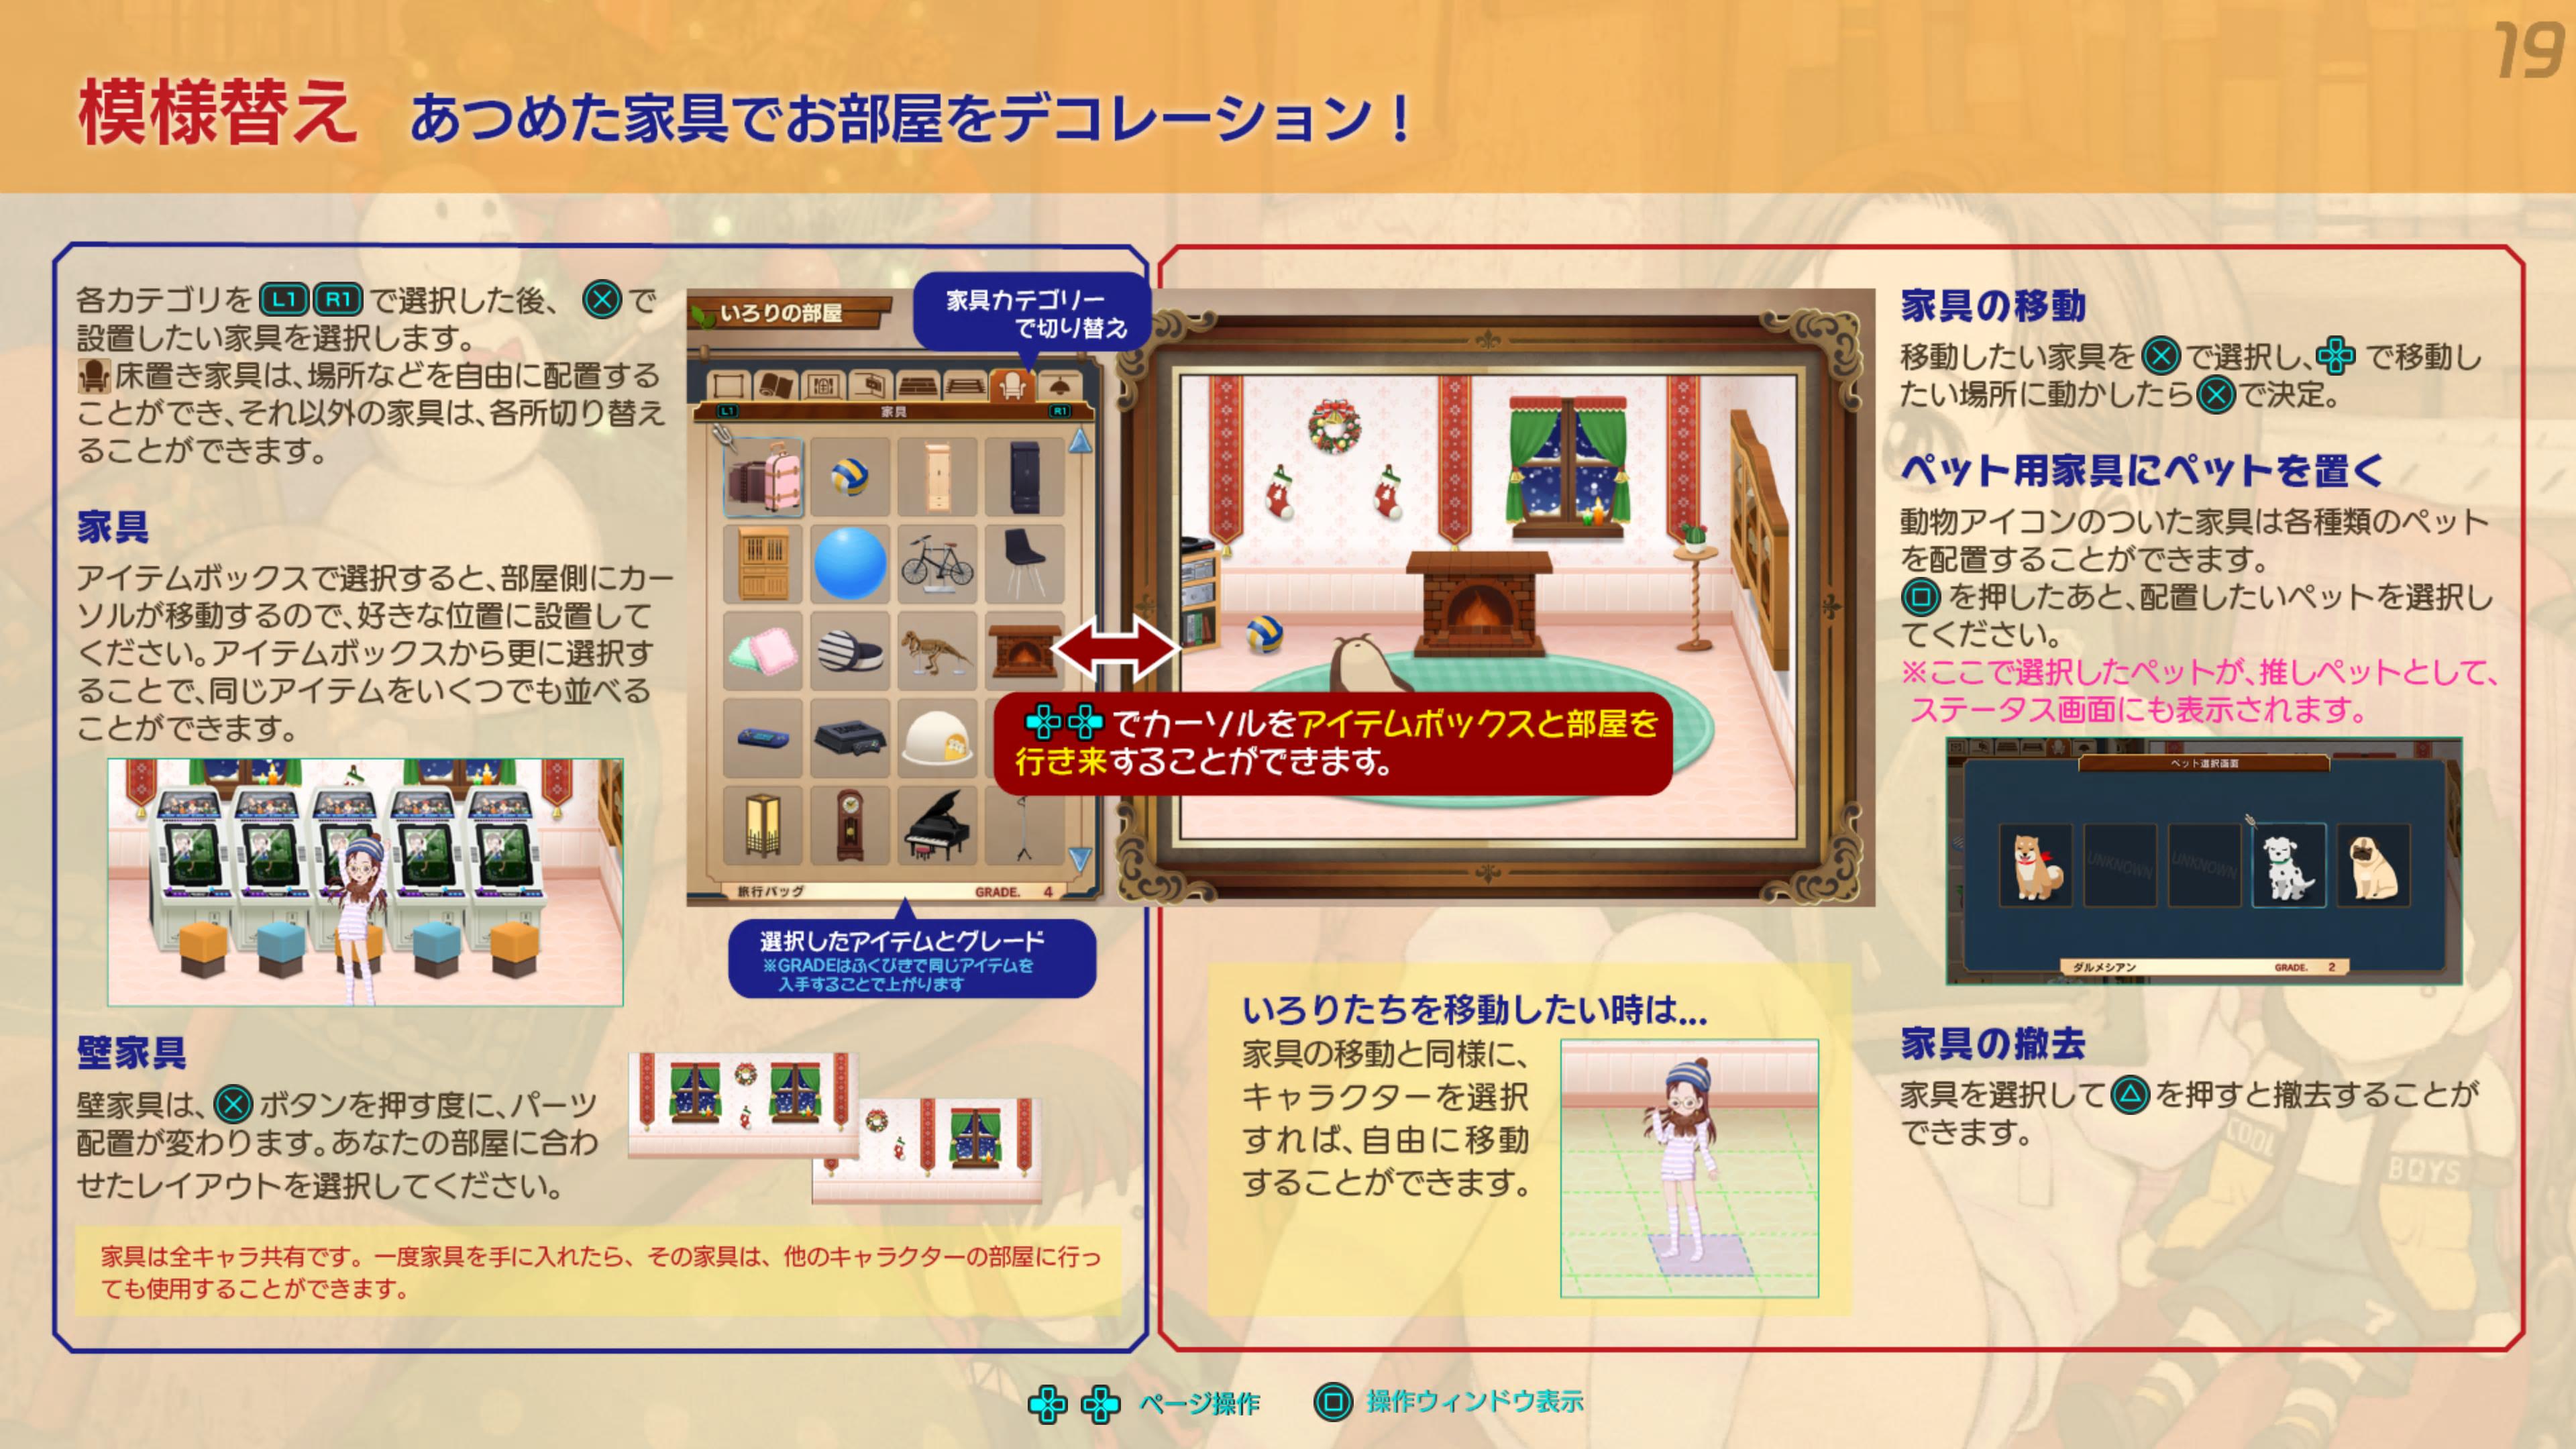 19
模様替え あつめた家具でお部屋をデコレーション！
各カテゴリを L1 R1 で選択した後、 で
設置したい家具を選択します。
床置き家具は、場所などを自由に配置する
ことができ、それ以外の家具は、各所切り替え
ることができます。
家具
アイテムボックスで選択すると、部屋側にカー
ソルが移動するので、好きな位置に設置して
ください。アイテムボックスから更に選択す
ることで、同じアイテムをいくつでも並べる
ことができます。
壁家具
壁家具は、 ボタンを押す度に、パーツ
配置が変わります。あなたの部屋に合わ
せたレイアウトを選択してください。
家具は全キャラ共有です。一度家具を手に入れたら、その家具は、他のキャラクターの部屋に行っ
ても使用することができます。
いろりの部屋
家具カテゴリー
で切り替え
L1 家具 R1
旅行バッグ GRADE. 4
選択したアイテムとグレード
※GRADEはふくびきで同じアイテムを
入手することで上がります
でカーソルをアイテムボックスと部屋を
行き来することができます。
いろりたちを移動したい時は...
家具の移動と同様に、
キャラクターを選択
すれば、自由に移動
することができます。
家具の移動
移動したい家具を で選択し、 で移動し
たい場所に動かしたら で決定。
ペット用家具にペットを置く
動物アイコンのついた家具は各種類のペット
を配置することができます。
を押したあと、配置したいペットを選択し
てください。
※ここで選択したペットが、推しペットとして、
ステータス画面にも表示されます。
ペット選択画面
UNKNOWN UNKNOWN
ダルメシアン GRADE. 2
家具の撤去
家具を選択して を押すと撤去することが
できます。
COOL
BOYS
ページ操作 操作ウィンドウ表示